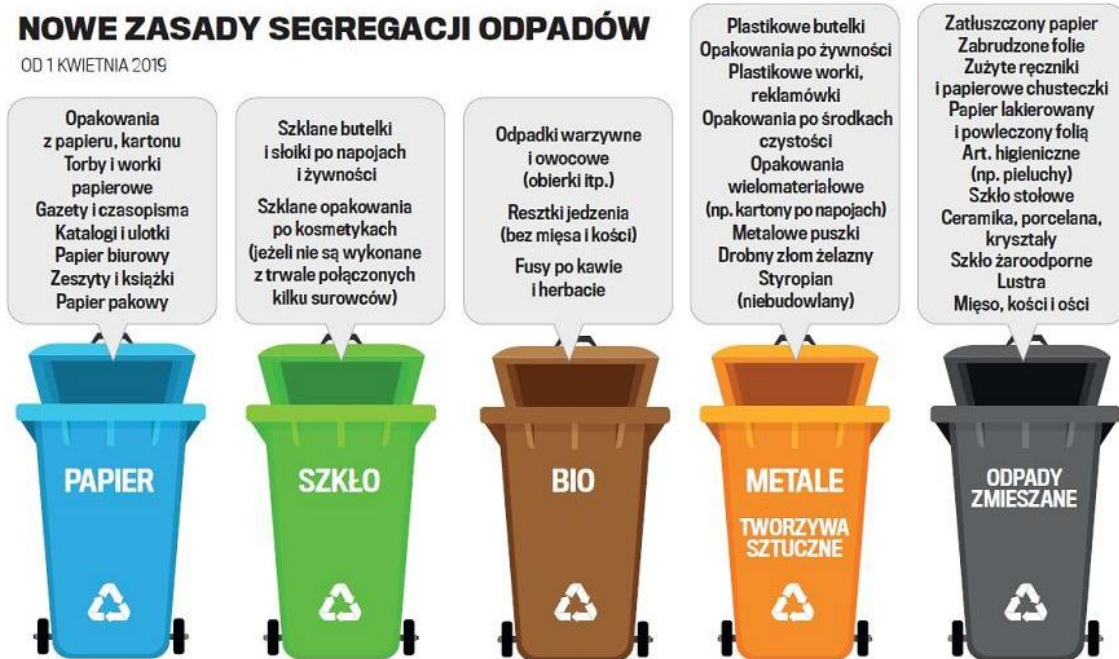 NOWE ZASADY SEGREGACJI ODPADÓW
OD 1 KWIETNIA 2019
Opakowania
z papieru, kartonu
Torby i worki
papierowe
Gazety i czasopisma
Katalogi i ulotki
Papier biurowy
Zeszyty i książki
Papier pakowy
Szklane butelki
i słoiki po napojach
i żywności
Szklane opakowania
po kosmetykach
(jeżeli nie są wykonane
z trwale połączonych
kilku surowców)
Odpadki warzywne
i owocowe
(obierki itp.)
Resztki jedzenia
(bez mięsa i kości)
Fusy po kawie
i herbacie
Plastikowe butelki
Opakowania po żywności
Plastikowe worki,
reklamówki
Opakowania po środkach
czystości
Opakowania
wielomateriałowe
(np. kartony po napojach)
Metalowe puszki
Drobny złom żelazny
Styropian
(niebudowlany)
Zatłuszczony papier
Zabrudzone folie
Zużyte ręczniki
i papierowe chusteczki
Papier lakierowany
i powleczony folią
Art. higieniczne
(np. pieluchy)
Szkło stołowe
Ceramika, porcelana,
kryształy
Szkło żaroodporne
Lustra
Mięso, kości i ości
PAPIER
SZKŁO
BIO
METALE
TWORZYWA
SZTUCZNE
ODPADY
ZMIESZANE